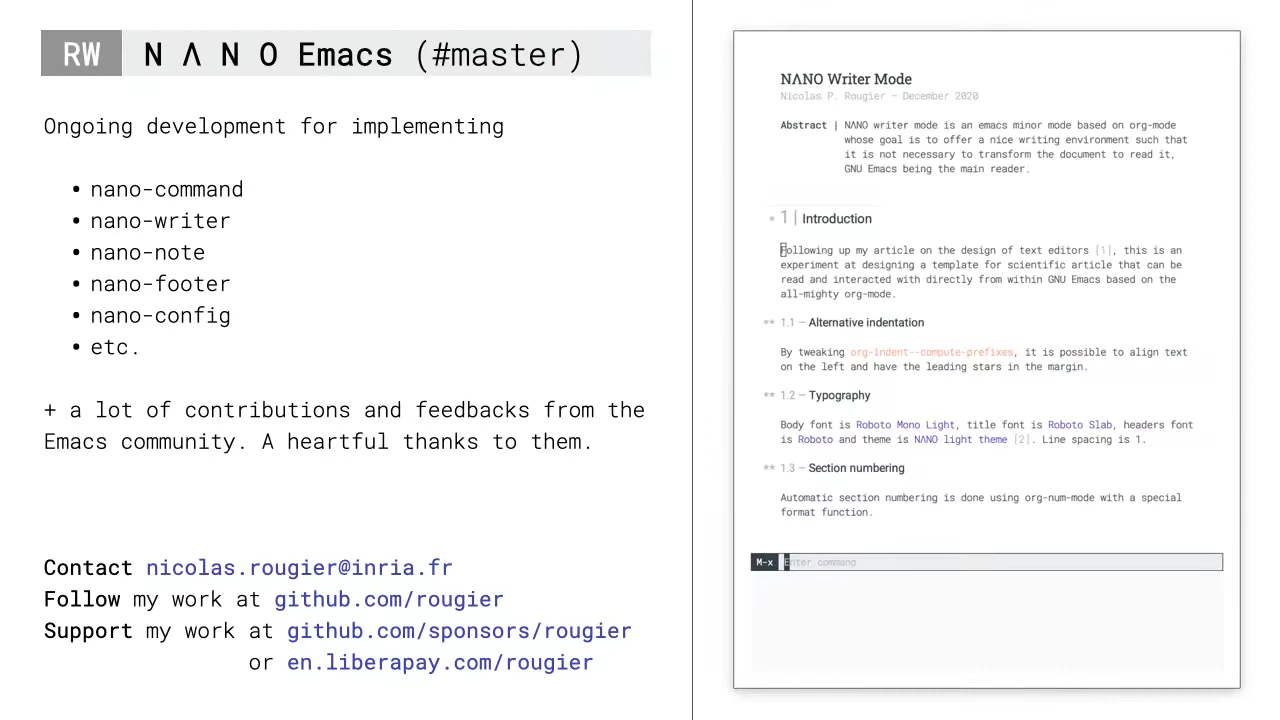 RW N Λ N O Emacs (#master)
Ongoing development for implementing
• nano-command
• nano-writer
• nano-note
• nano-footer
• nano-config
• etc.
+ a lot of contributions and feedbacks from the
Emacs community. A heartful thanks to them.
Contact nicolas.rougier@inria.fr
Follow my work at github.com/rougier
Support my work at github.com/sponsors/rougier
or en.liberapay.com/rougier
NΛNO Writer Mode
Nicolas P. Rougier – December 2020
Abstract | NΛNO writer mode is an emacs minor mode based on org-mode
whose goal is to offer a nice writing environment such that
it is not necessary to transform the document to read it,
GNU Emacs being the main reader.
* 1 | Introduction
Following up my article on the design of text editors [1], this is an
experiment at designing a template for scientific article that can be
read and interacted with directly from within GNU Emacs based on the
all-mighty org-mode.
** 1.1 — Alternative indentation
By tweaking org-indent--compute-prefixes, it is possible to align text
on the left and have the leading stars in the margin.
** 1.2 — Typography
Body font is Roboto Mono Light, title font is Roboto Slab, headers font
is Roboto and theme is NΛNO light theme [2]. Line spacing is 1.
** 1.3 — Section numbering
Automatic section numbering is done using org-num-mode with a special
format function.
M-x Enter command